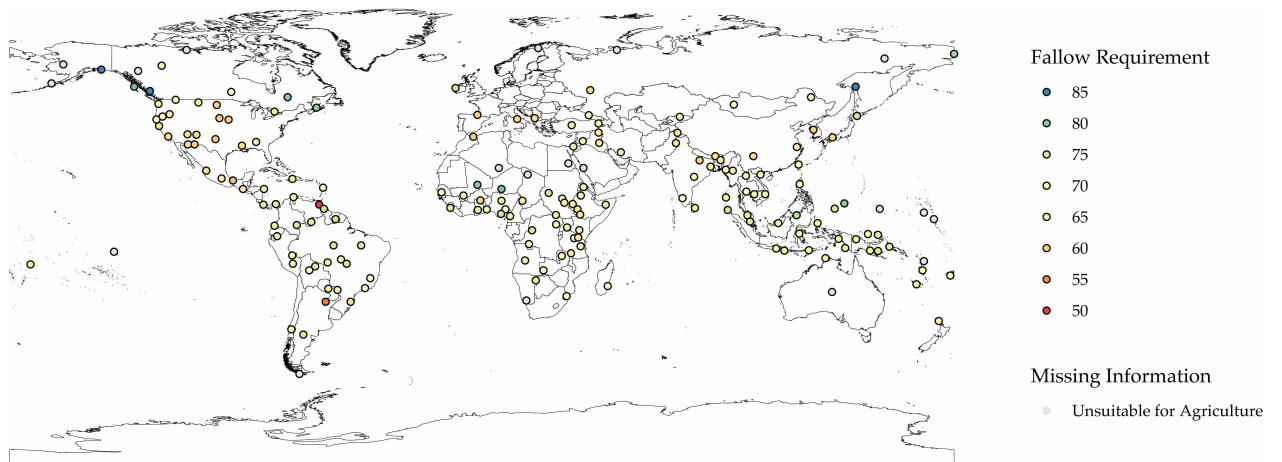 Fallow Requirement
85
80
75
70
65
60
55
50
Missing Information
Unsuitable for Agriculture